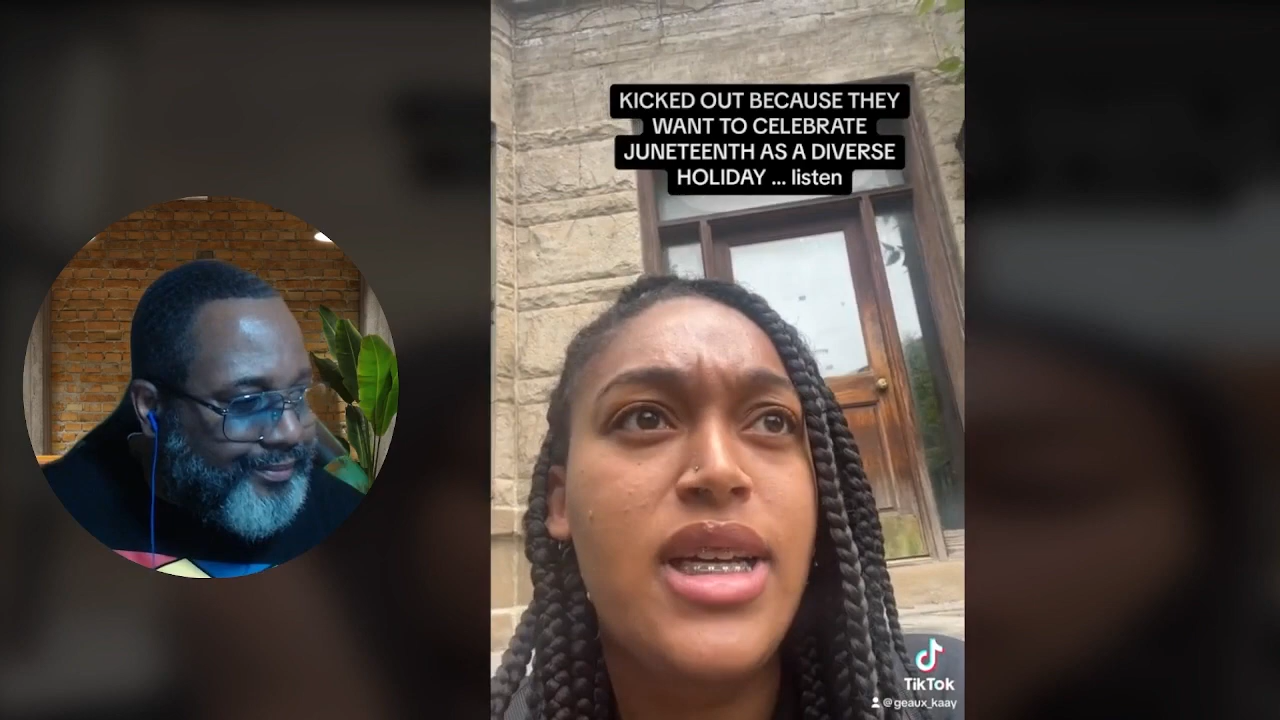 KICKED OUT BECAUSE THEY
WANT TO CELEBRATE
JUNETEENTH AS A DIVERSE
HOLIDAY ... listen
TikTok
@geaux_kaay